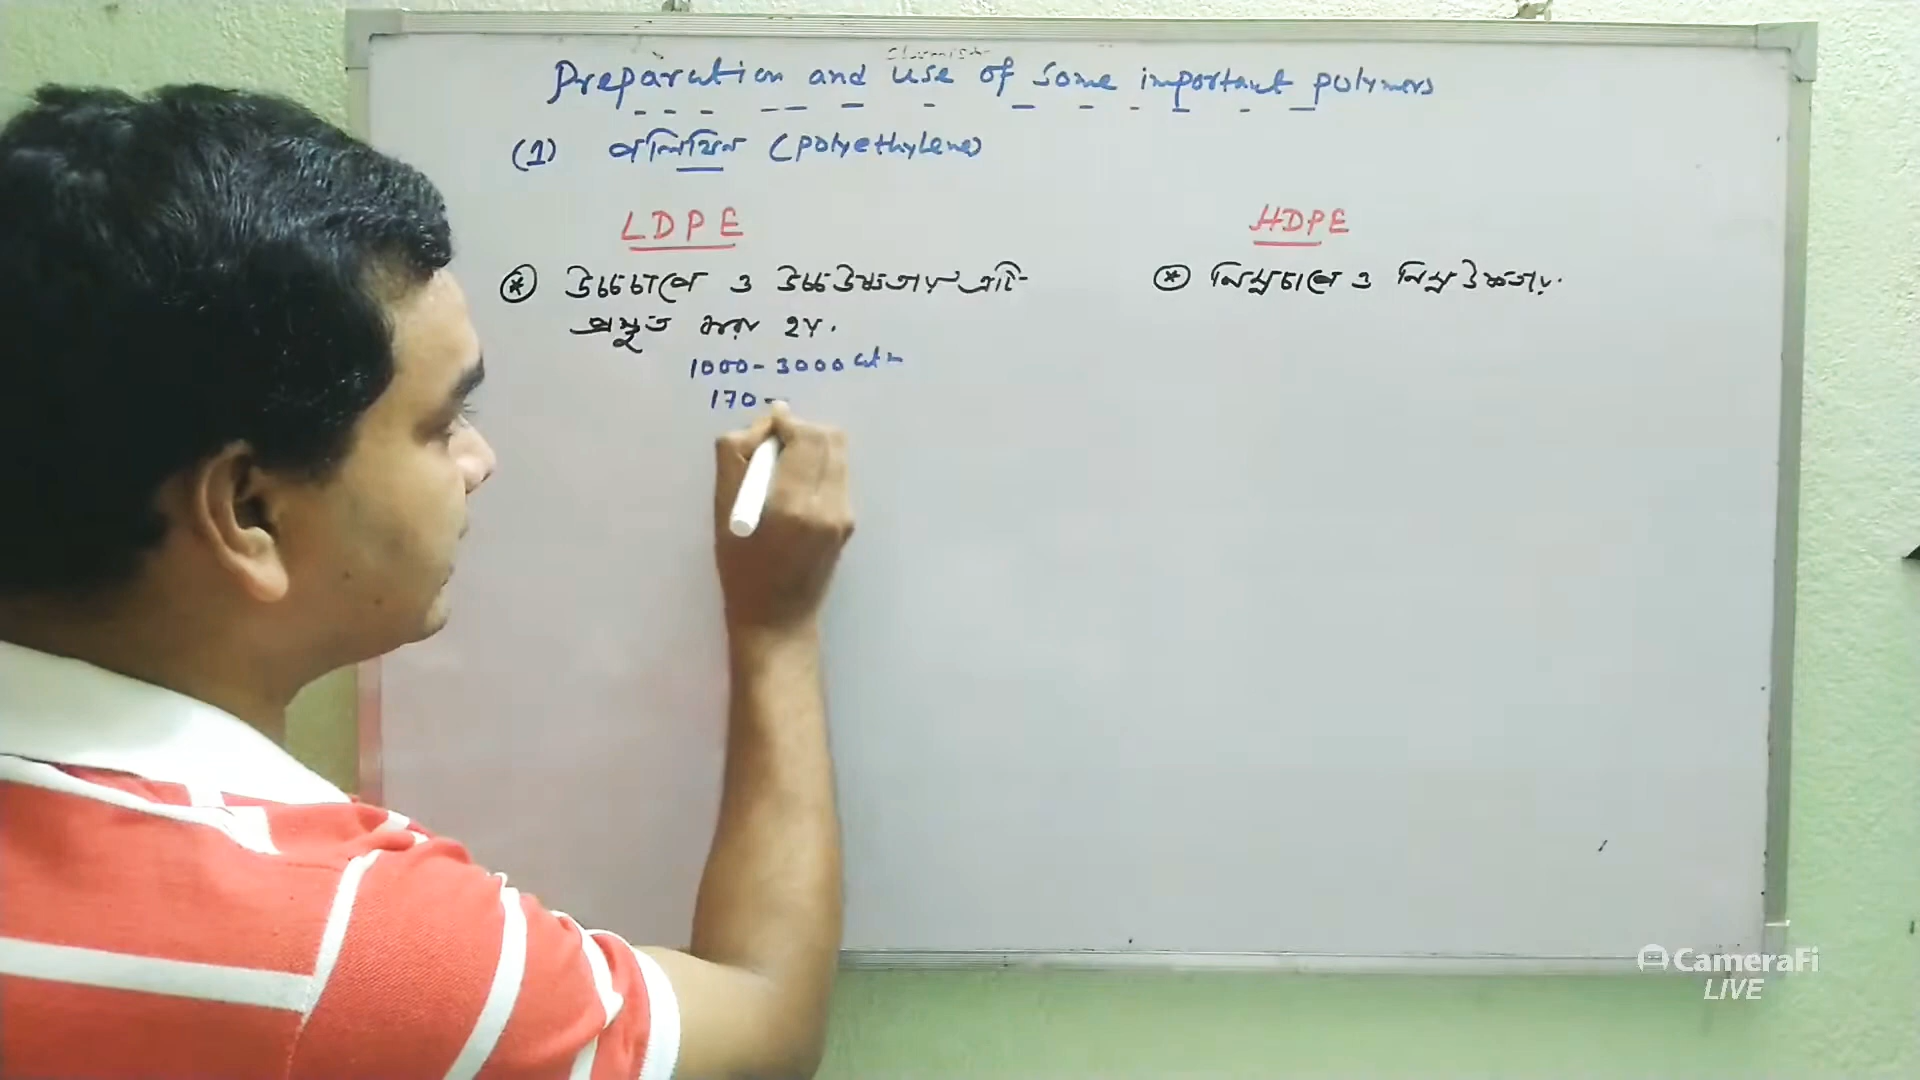 Preparation and use of some important polymers
(1) পলিথিন (polyethylene)
LDPE
* উচ্চচাপে ও উচ্চ উষ্ণতায় এটি
প্রস্তুত করা হয়.
1000-3000 atm
170-
HDPE
* নিম্নচাপে ও নিম্ন উষ্ণতায়.
CameraFi
LIVE